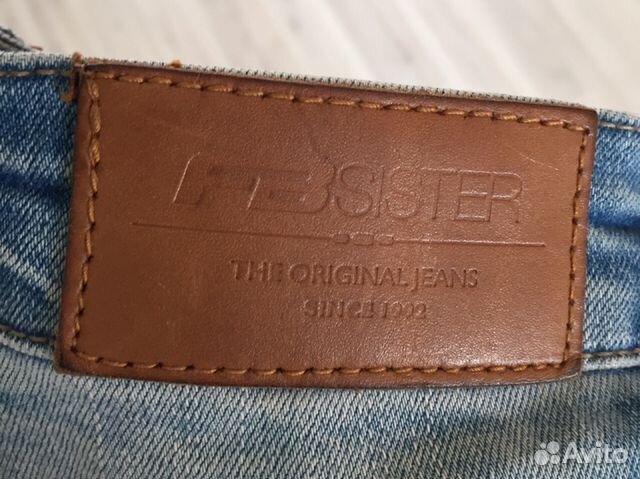 FBSISTER
THE ORIGINAL JEANS
SINCE 1992
Avito